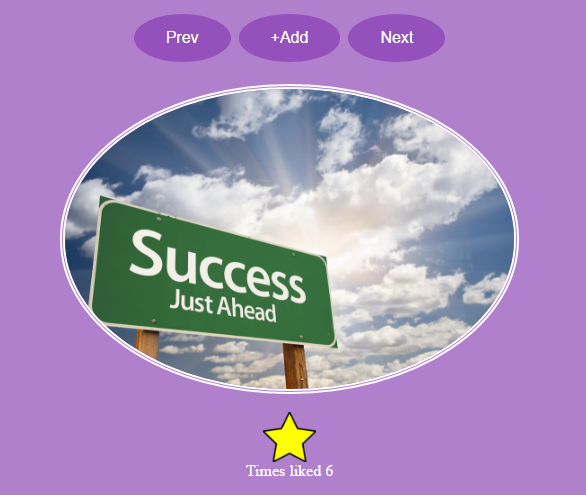 Prev
+Add
Next
Success
Just Ahead
Times liked 6